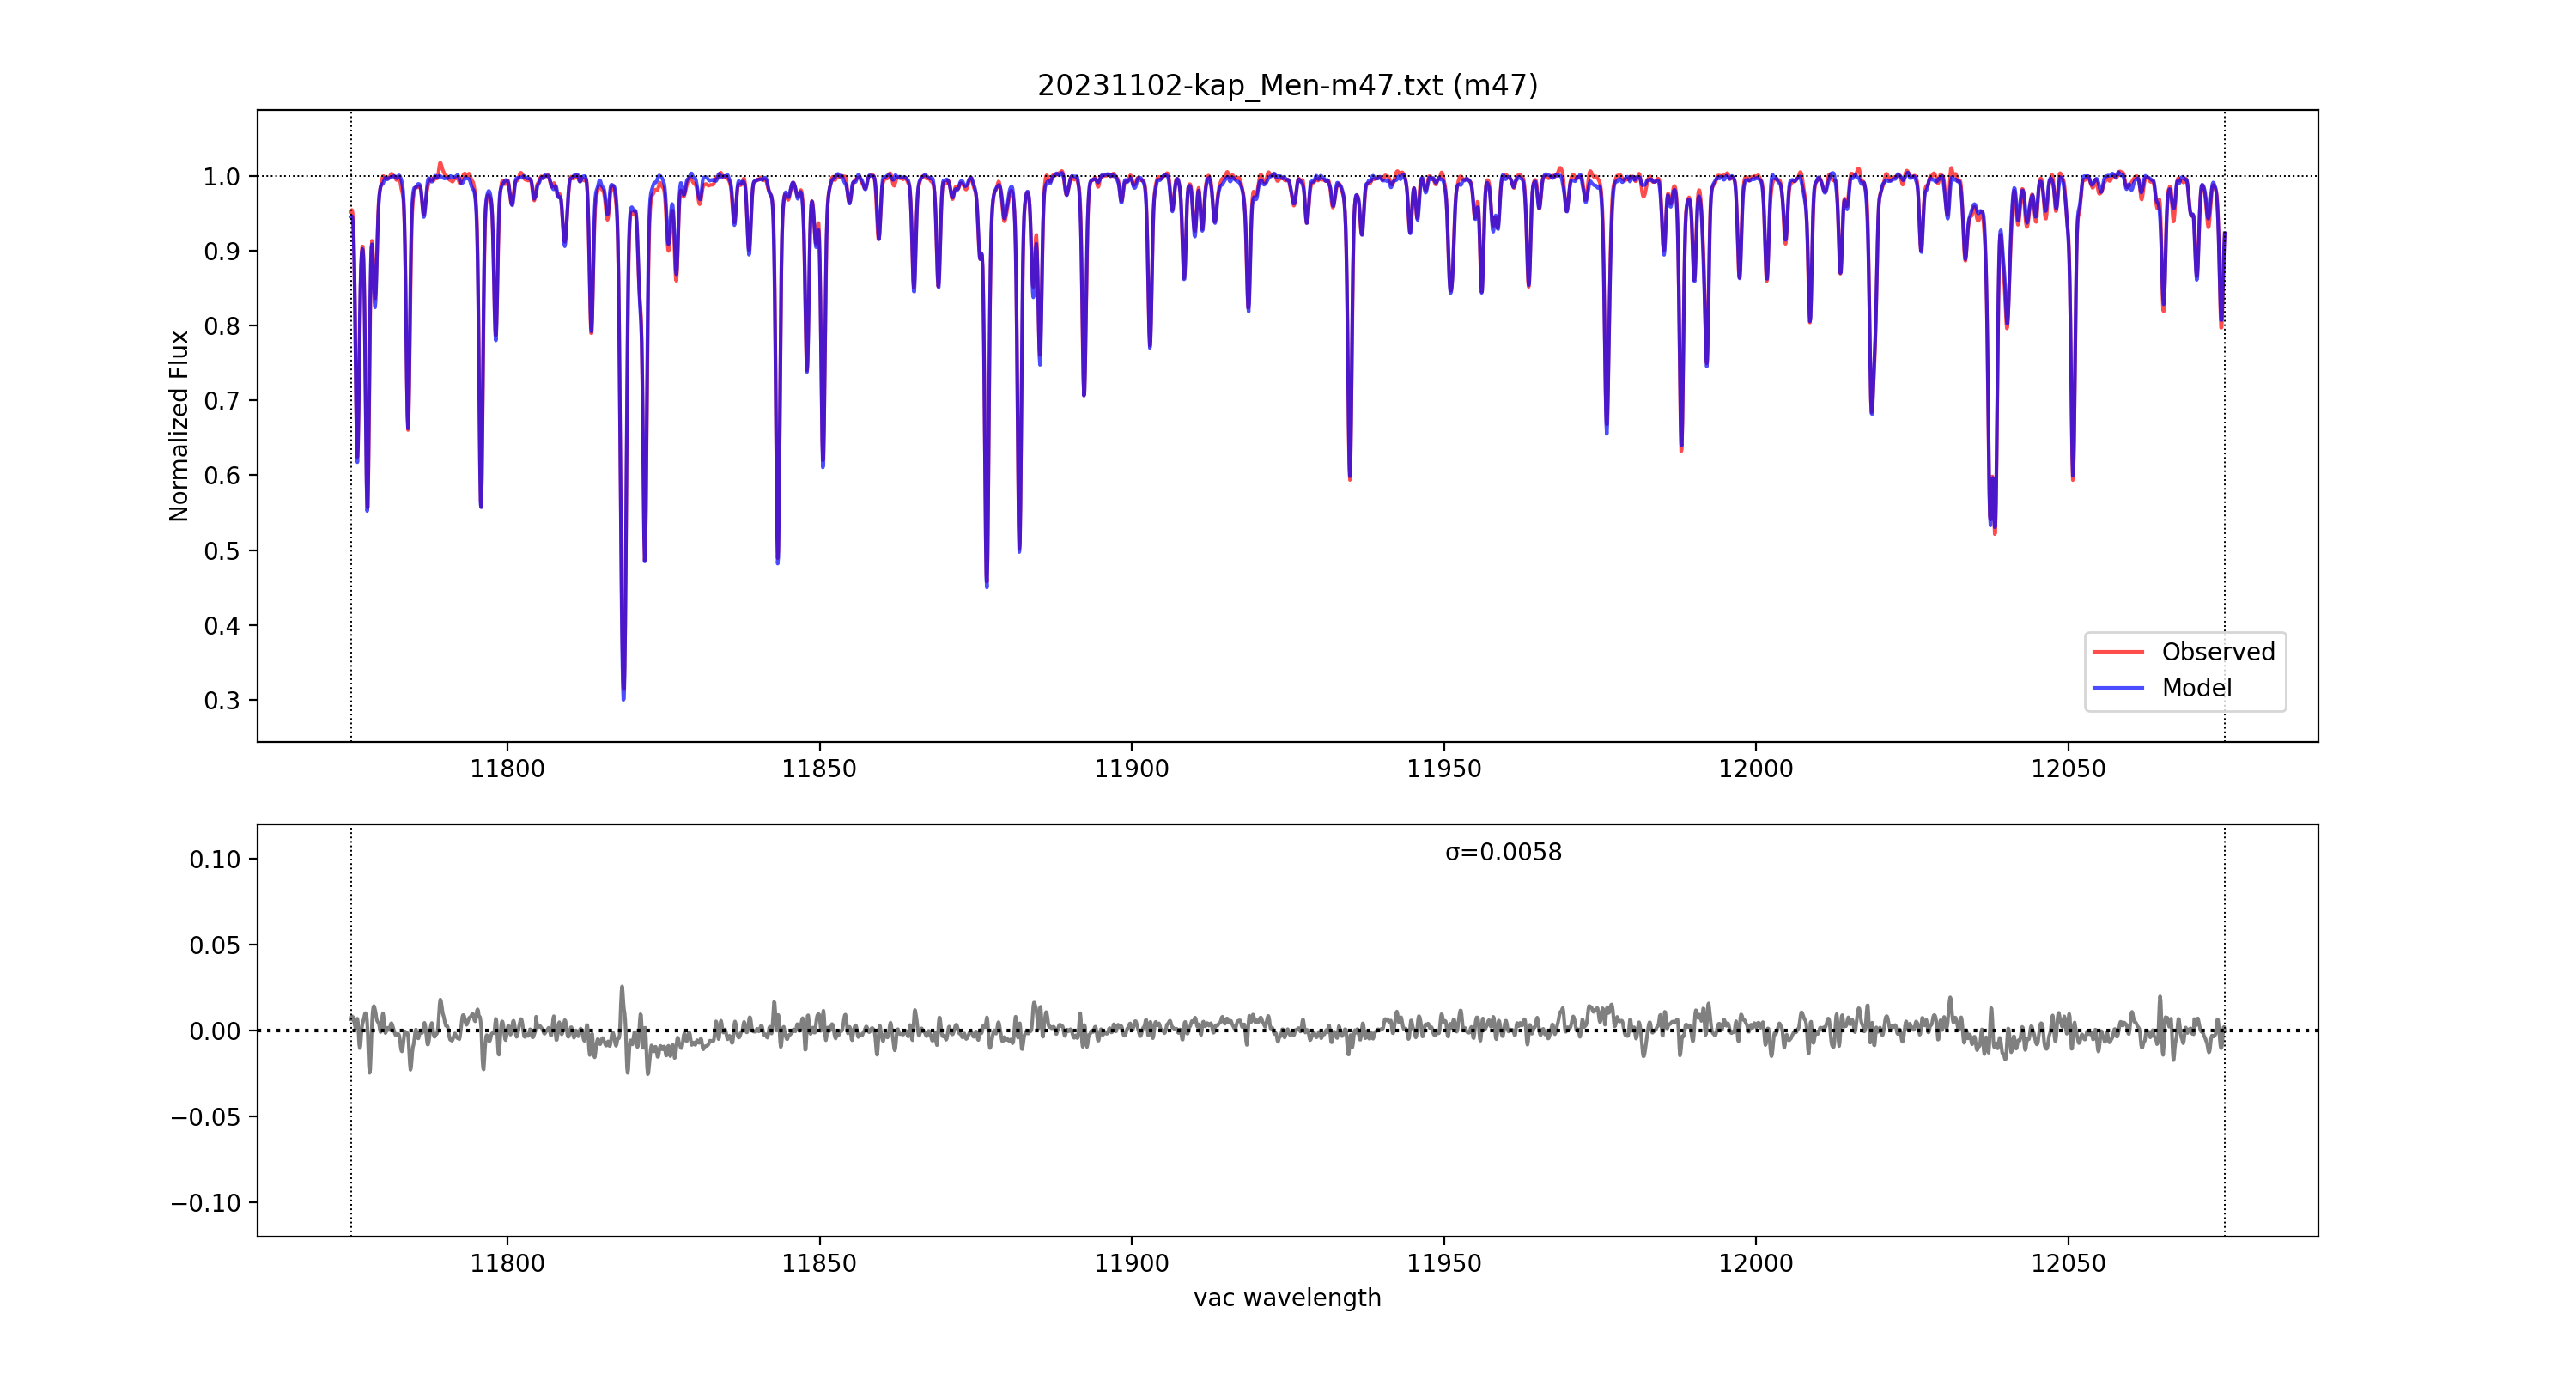 20231102-kap_Men-m47.txt (m47)
Normalized Flux
1.0
0.9
0.8
0.7
0.6
0.5
0.4
0.3
Observed
Model
11800 11850 11900 11950 12000 12050
σ=0.0058
0.10
0.05
0.00
−0.05
−0.10
11800 11850 11900 11950 12000 12050
vac wavelength